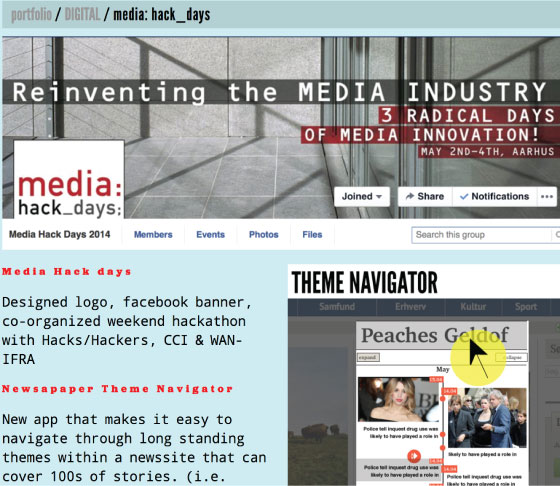 portfolio / DIGITAL / media: hack_days
Reinventing the MEDIA INDUSTRY
3 RADICAL DAYS
OF MEDIA INNOVATION!
MAY 2ND-4TH, AARHUS
media:
hack_days;
Joined
Share
Notifications
Media Hack Days 2014
Members
Events
Photos
Files
Search this group
Media Hack days
Designed logo, facebook banner,
co-organized weekend hackathon
with Hacks/Hackers, CCI & WAN-
IFRA
Newsapaper Theme Navigator
New app that makes it easy to
navigate through long standing
themes within a newssite that can
cover 100s of stories. (i.e.
THEME NAVIGATOR
Samfund
Erhverv
Kultur
Sport
Peaches Geldof
expand
collapse
May
Police tell inquest drug use was
likely to have played a role in
Police tell inquest drug use was
likely to have played a role in
Police tell inquest drug use was
likely to have played a role in